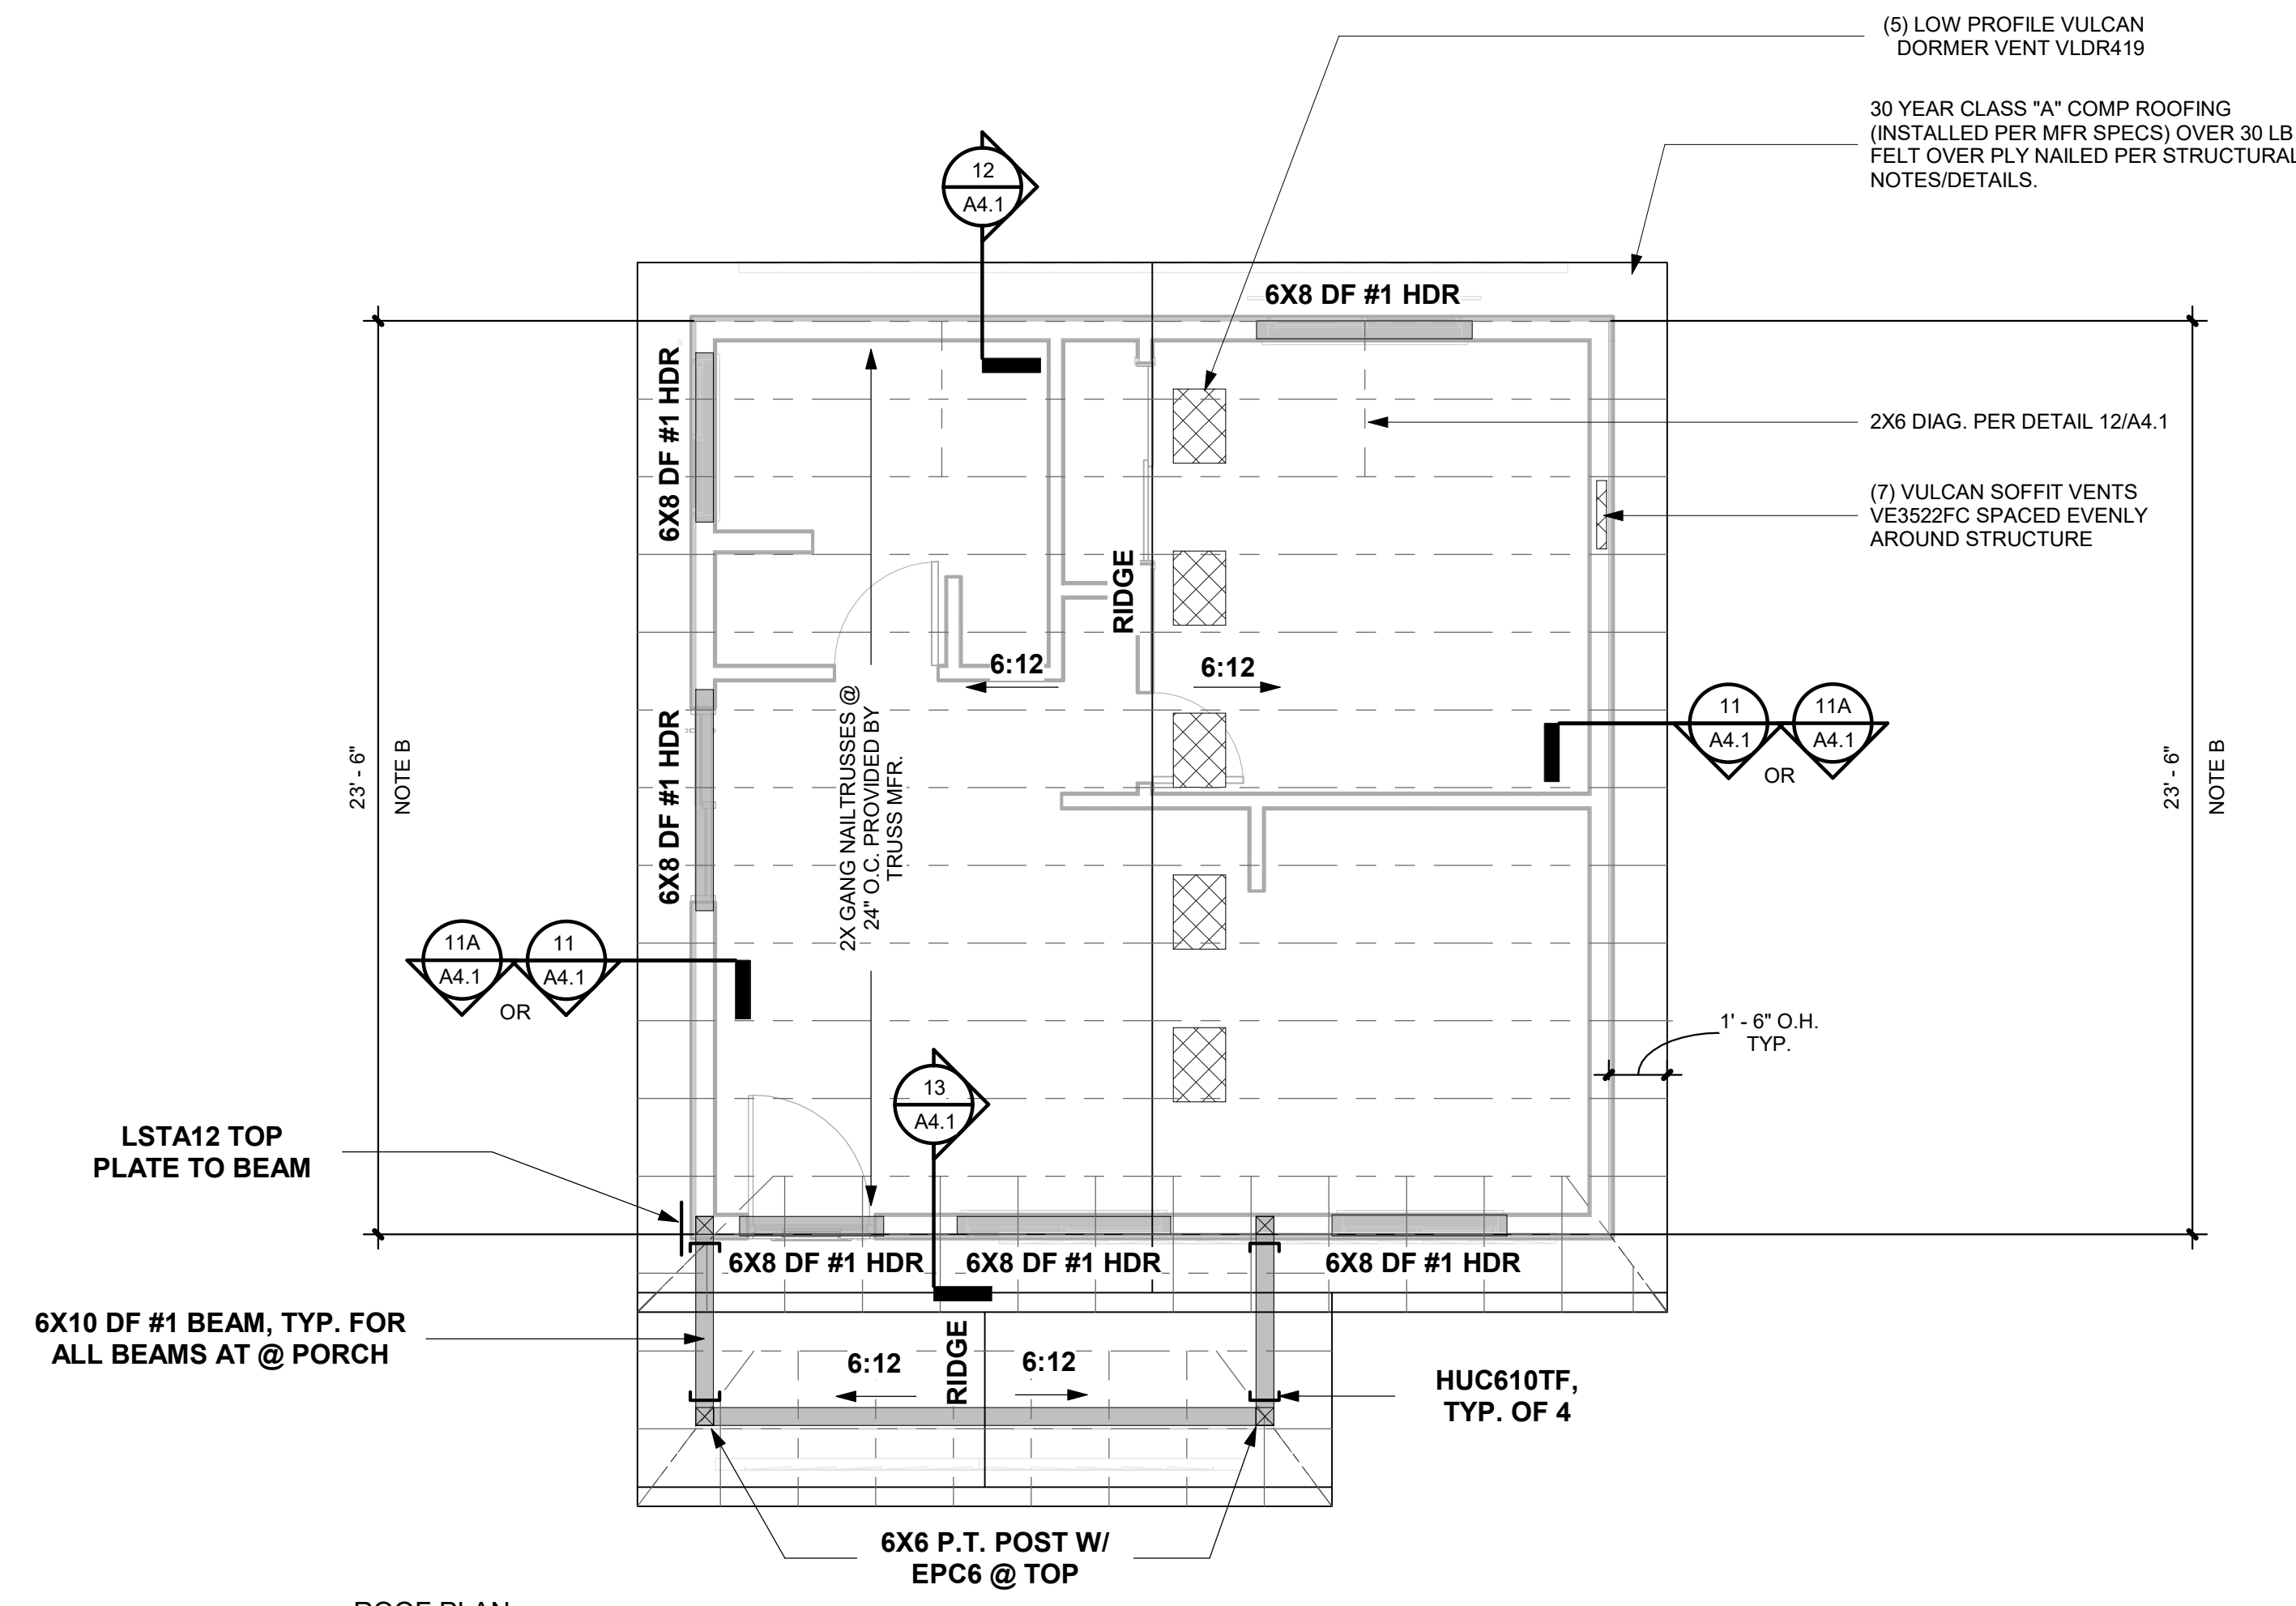 (5) LOW PROFILE VULCAN
DORMER VENT VLDR419
30 YEAR CLASS "A" COMP ROOFING
(INSTALLED PER MFR SPECS) OVER 30 LB
FELT OVER PLY NAILED PER STRUCTURAL
NOTES/DETAILS.
12
A4.1
6X8 DF #1 HDR
6X8 DF #1 HDR
2X6 DIAG. PER DETAIL 12/A4.1
(7) VULCAN SOFFIT VENTS
VE3522FC SPACED EVENLY
AROUND STRUCTURE
RIDGE
6:12
6:12
23' - 6"
NOTE B
6X8 DF #1 HDR
2X GANG NAILTRUSSES @
24" O.C. PROVIDED BY
TRUSS MFR.
11
A4.1
11A
A4.1
OR
23' - 6"
NOTE B
11A
A4.1
11
A4.1
OR
1' - 6" O.H.
TYP.
13
A4.1
LSTA12 TOP
PLATE TO BEAM
6X8 DF #1 HDR
6X8 DF #1 HDR
6X8 DF #1 HDR
6X10 DF #1 BEAM, TYP. FOR
ALL BEAMS AT @ PORCH
6:12
RIDGE
6:12
HUC610TF,
TYP. OF 4
6X6 P.T. POST W/
EPC6 @ TOP
ROOF PLAN